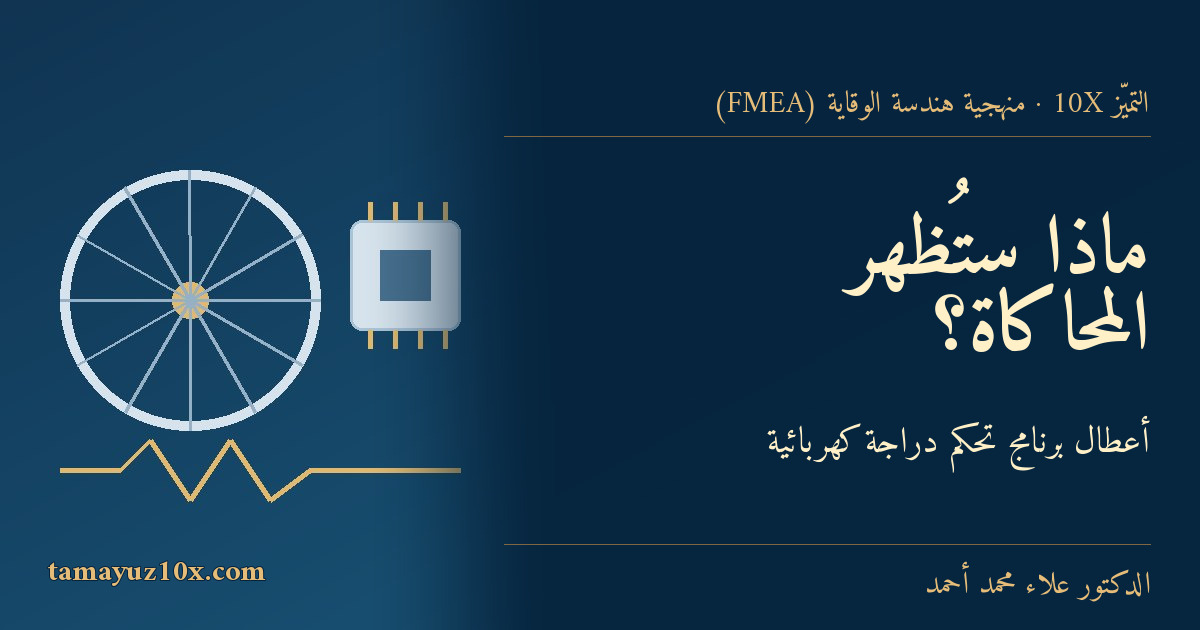 التميّز 10X · منهجية هندسة الوقاية (FMEA)
ماذا ستُظهر
المحاكاة؟
أعطال برنامج تحكم دراجة كهربائية
tamayuz10x.com
الدكتور علاء محمد أحمد